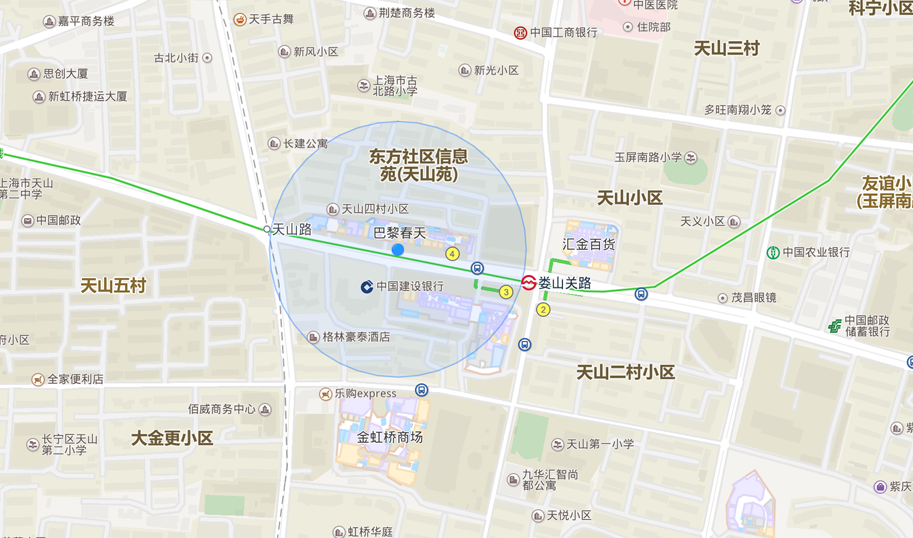 嘉平商务楼
天手古舞
荆楚商务楼
中医医院
住院部
科宁小区
中国工商银行
天山三村
古北小街
新风小区
新光小区
思创大厦
新虹桥捷运大厦
上海市古
北路小学
多旺南翔小笼
长建公寓
东方社区信息
苑(天山苑)
玉屏南路小学
上海市天山
第二中学
天山小区
友谊小
(玉屏南
中国邮政
天山四村小区
天义小区
天山路
巴黎春天
汇金百货
4
中国农业银行
天山五村
中国建设银行
3
娄山关路
2
茂昌眼镜
中国邮政
储蓄银行
府小区
格林豪泰酒店
天山二村小区
全家便利店
乐购express
佰威商务中心
金虹桥商场
长宁区天山
第二小学
大金更小区
天山第一小学
九华汇智尚
都公寓
紫庆
天悦小区
虹桥华庭